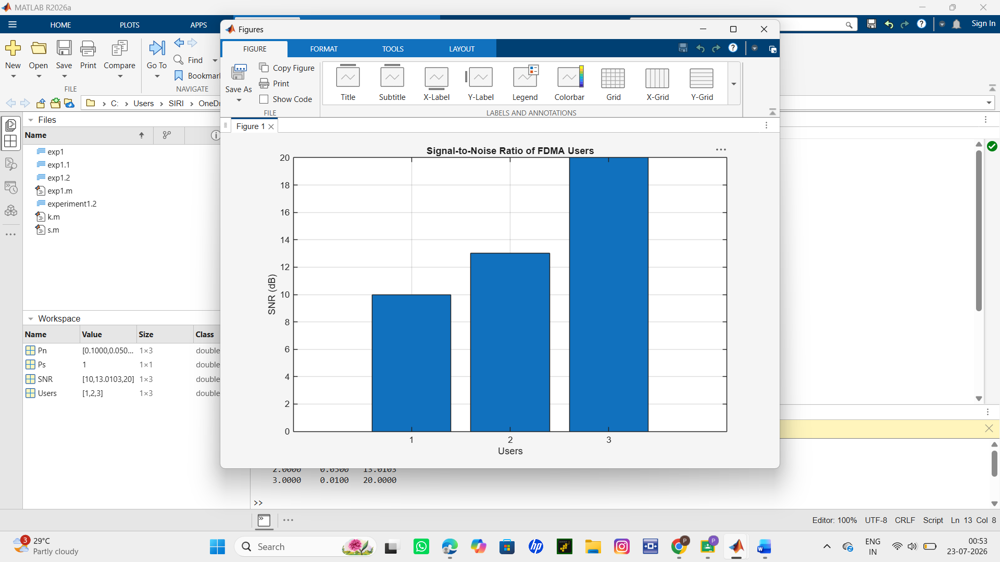 MATLAB R2026a
HOME PLOTS APPS
Sign In
New Open Save Print Compare Go To Find
FILE
NAVIGATE
C: Users SIRI
Files
Name
exp1
exp1.1
exp1.2
exp1.m
experiment1.2
k.m
s.m
Workspace
Name Value Size Class
Pn [0.1000,0.050... 1×3 double
Ps 1 1×1 double
SNR [10,13.0103,20] 1×3 double
Users [1,2,3] 1×3 double
Figures
FIGURE FORMAT TOOLS LAYOUT
Save As
Copy Figure
Print
Show Code
FILE
Title Subtitle X-Label Y-Label Legend Colorbar Grid X-Grid Y-Grid
LABELS AND ANNOTATIONS
Figure 1
Signal-to-Noise Ratio of FDMA Users
20
18
16
14
12
10
8
6
4
2
0
SNR (dB)
1 2 3
Users
2.0000 0.0500 13.0103
3.0000 0.0100 20.0000
>>
Editor: 100% UTF-8 CRLF Script Ln 13 Col 8
3
29°C
Partly cloudy
Search
hp
P
P
W
ENG
IN
00:53
23-07-2026